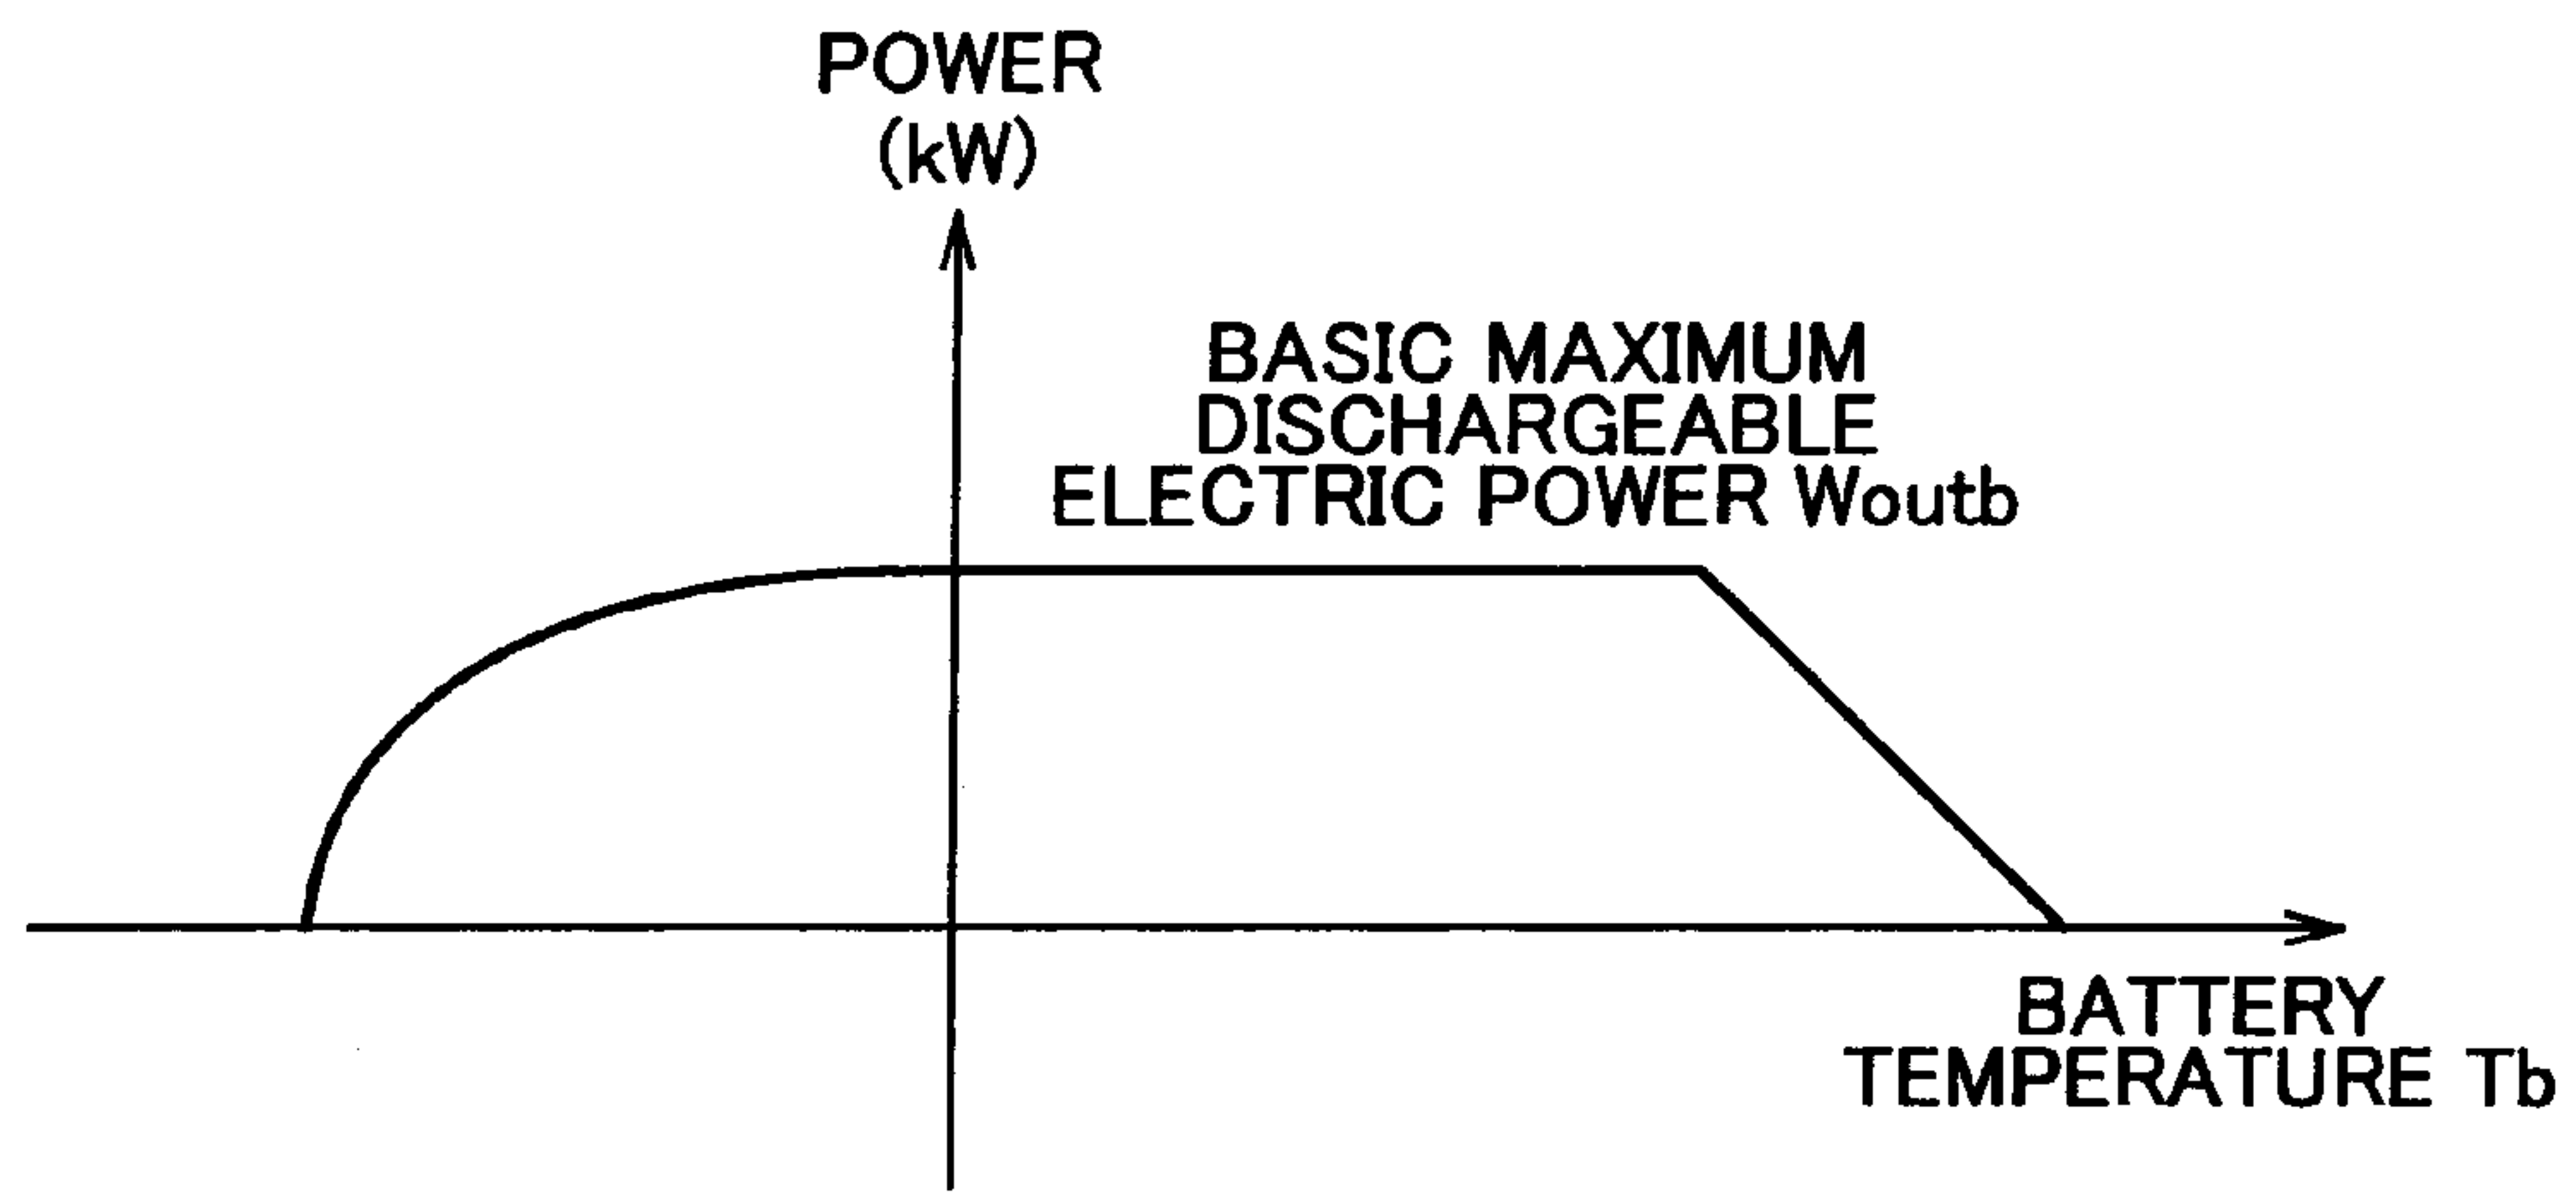 POWER
(kW)
BASIC MAXIMUM
DISCHARGEABLE
ELECTRIC POWER Woutb
BATTERY
TEMPERATURE Tb